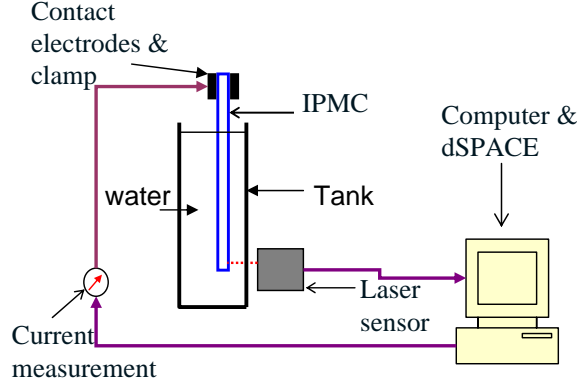 Contact
electrodes &
clamp
IPMC
Computer &
dSPACE
water
Tank
Laser
sensor
Current
measurement